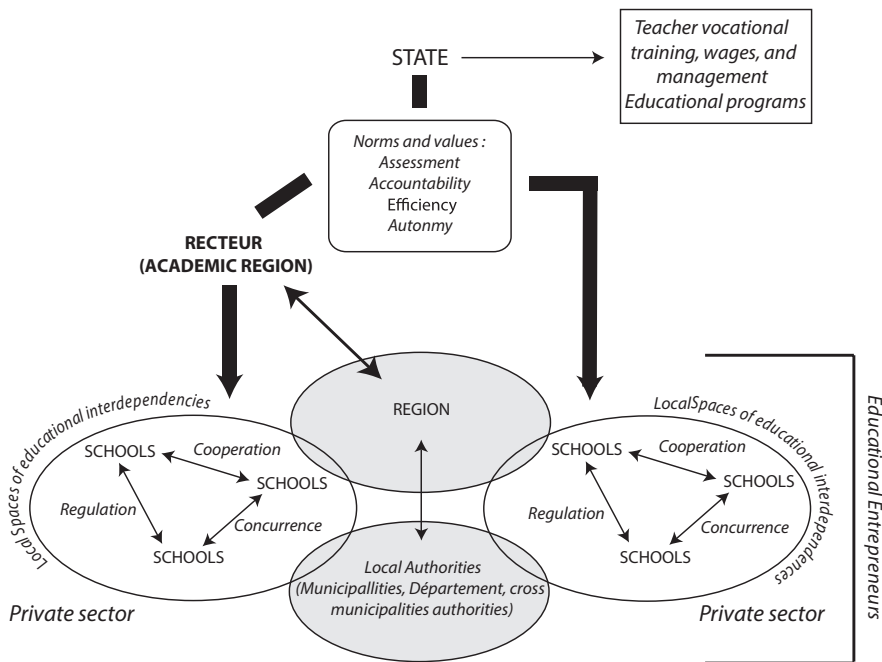 STATE
Teacher vocational
training, wages, and
management
Educational programs
Norms and values :
Assessment
Accountability
Efficiency
Autonmy
RECTEUR
(ACADEMIC REGION)
REGION
Local Spaces of educational interdependencies
SCHOOLS
Cooperation
SCHOOLS
Regulation
Concurrence
SCHOOLS
Private sector
Local Authorities
(Municipallities, Département, cross
municipalities authorities)
LocalSpaces of educational interdependences
SCHOOLS
Cooperation
SCHOOLS
Regulation
Concurrence
SCHOOLS
Private sector
Educational Entrepreneurs